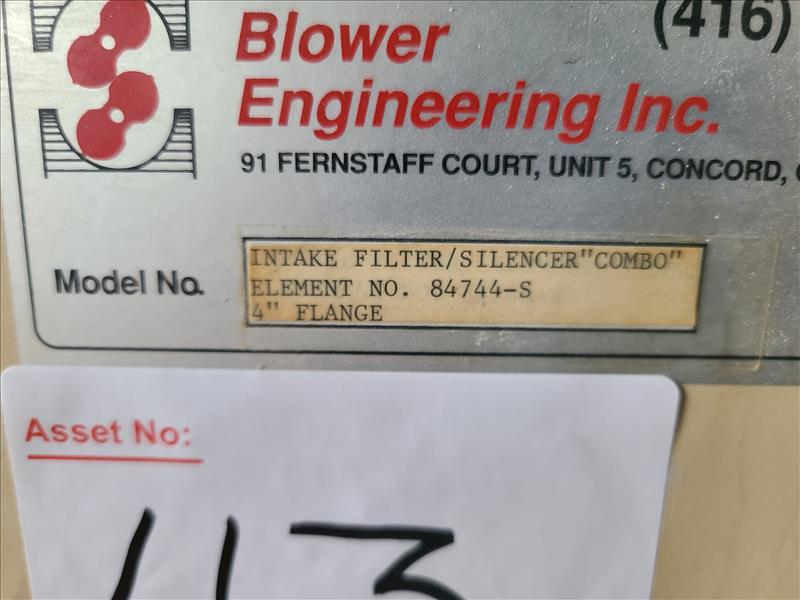 (416)
Blower
Engineering Inc.
91 FERNSTAFF COURT, UNIT 5, CONCORD,
Model No.
INTAKE FILTER/SILENCER"COMBO"
ELEMENT NO. 84744-S
4" FLANGE
Asset No: